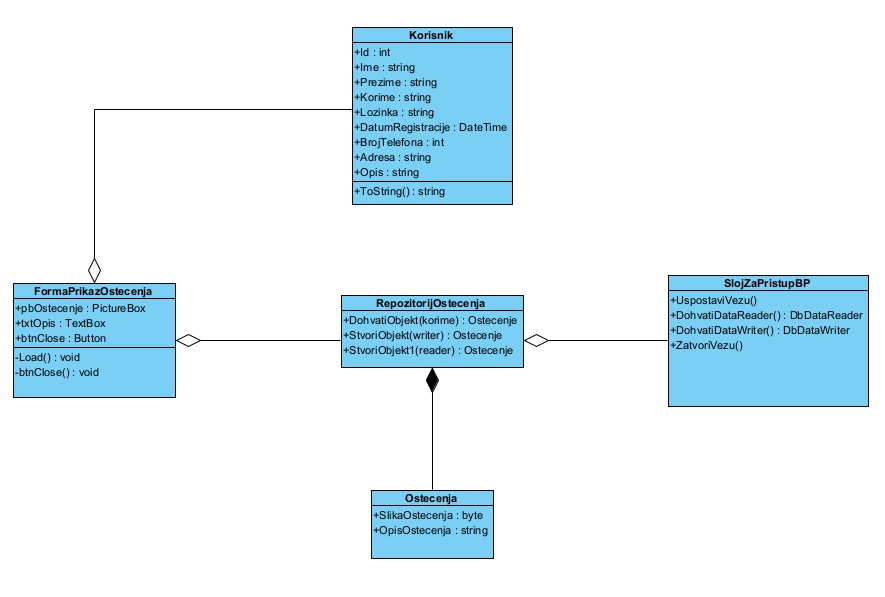 Korisnik
+Id : int
+Ime : string
+Prezime : string
+Korime : string
+Lozinka : string
+DatumRegistracije : DateTime
+BrojTelefona : int
+Adresa : string
+Opis : string
+ToString() : string
FormaPrikazOstecenja
+pbOstecenje : PictureBox
+txtOpis : TextBox
+btnClose : Button
-Load() : void
-btnClose() : void
RepozitorijOstecenja
+DohvatiObjekt(korime) : Ostecenje
+StvoriObjekt(writer) : Ostecenje
+StvoriObjekt1(reader) : Ostecenje
SlojZaPristupBP
+UspostaviVezu()
+DohvatiDataReader() : DbDataReader
+DohvatiDataWriter() : DbDataWriter
+ZatvoriVezu()
Ostecenja
+SlikaOstecenja : byte
+OpisOstecenja : string